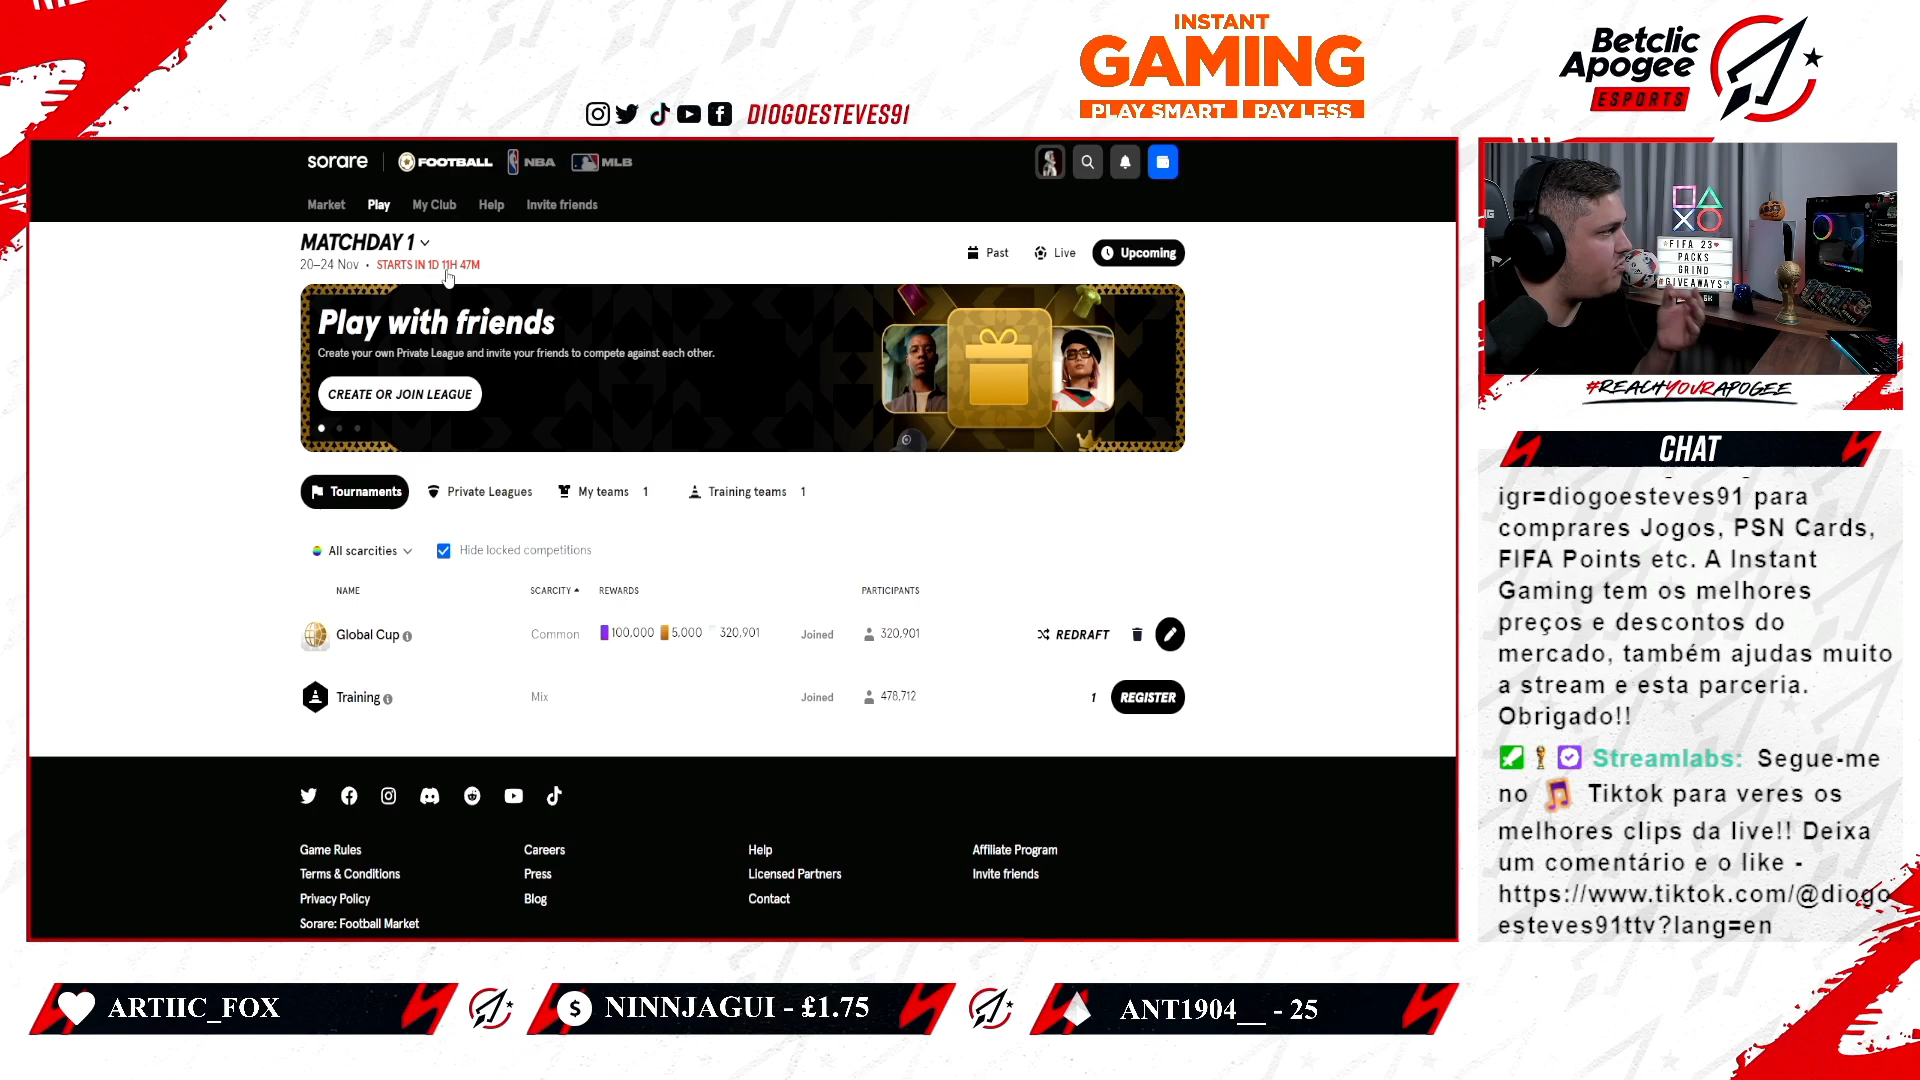 INSTANT
GAMING
PLAY SMART PAY LESS
Betclic
Apogee
ESPORTS
DIOGOESTEVES91
sorare FOOTBALL NBA MLB
Market Play My Club Help Invite friends
MATCHDAY 1
20–24 Nov • STARTS IN 1D 11H 47M
Past Live Upcoming
Play with friends
Create your own Private League and invite your friends to compete against each other.
CREATE OR JOIN LEAGUE
Tournaments Private Leagues My teams 1 Training teams 1
All scarcities Hide locked competitions
NAME SCARCITY REWARDS PARTICIPANTS
Global Cup Common 100,000 5,000 320,901 Joined 320,901 REDRAFT
Training Mix Joined 478,712 1 REGISTER
Game Rules Careers Help Affiliate Program
Terms & Conditions Press Licensed Partners Invite friends
Privacy Policy Blog Contact
Sorare: Football Market
FIFA 23
PACKS
GRIND
#GIVEAWAYS
#REACHYOURAPOGEE
CHAT
igr=diogoesteves91 para
comprares Jogos, PSN Cards,
FIFA Points etc. A Instant
Gaming tem os melhores
preços e descontos do
mercado, também ajudas muito
a stream e esta parceria.
Obrigado!!
Streamlabs: Segue-me
no Tiktok para veres os
melhores clips da live!! Deixa
um comentário e o like -
https://www.tiktok.com/@diogo
esteves91ttv?lang=en
ARTIIC_FOX
NINNJAGUI - £1.75
ANT1904__ - 25